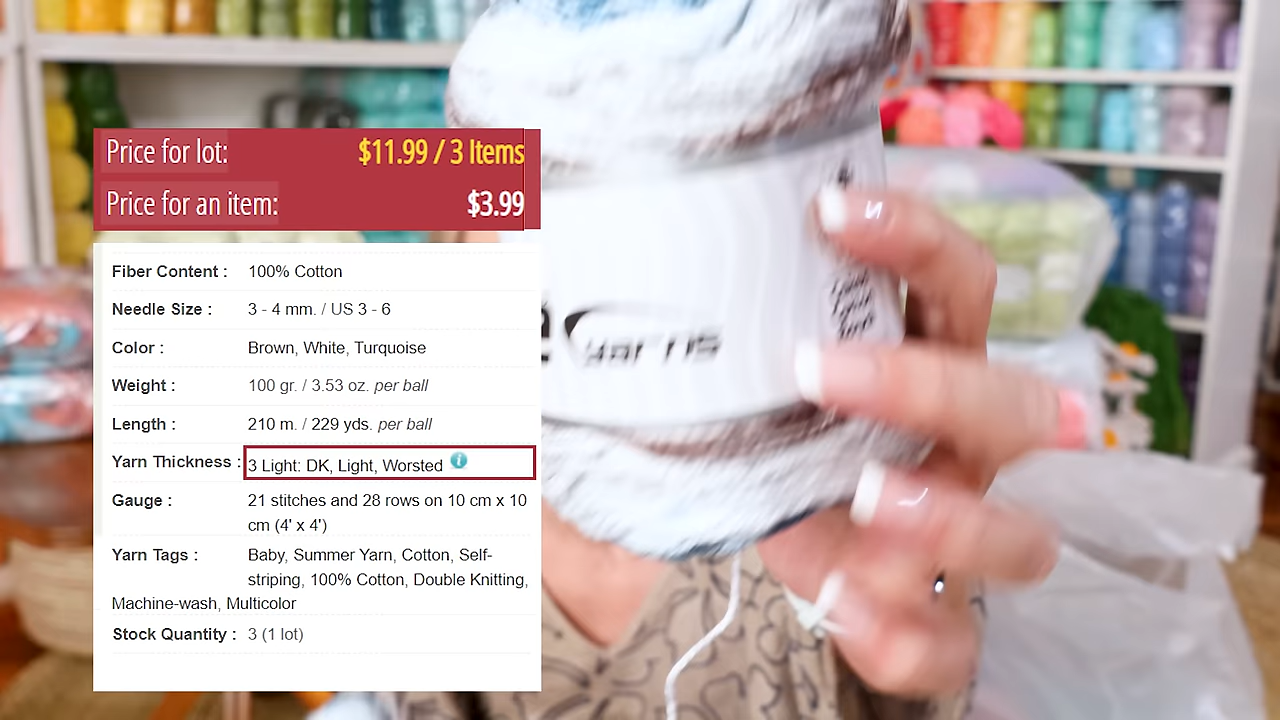 Price for lot: $11.99 / 3 Items
Price for an item: $3.99
Fiber Content : 100% Cotton
Needle Size : 3 - 4 mm. / US 3 - 6
Color : Brown, White, Turquoise
Weight : 100 gr. / 3.53 oz. per ball
Length : 210 m. / 229 yds. per ball
Yarn Thickness : 3 Light: DK, Light, Worsted
Gauge : 21 stitches and 28 rows on 10 cm x 10
cm (4' x 4')
Yarn Tags : Baby, Summer Yarn, Cotton, Self-
striping, 100% Cotton, Double Knitting,
Machine-wash, Multicolor
Stock Quantity : 3 (1 lot)
yarns